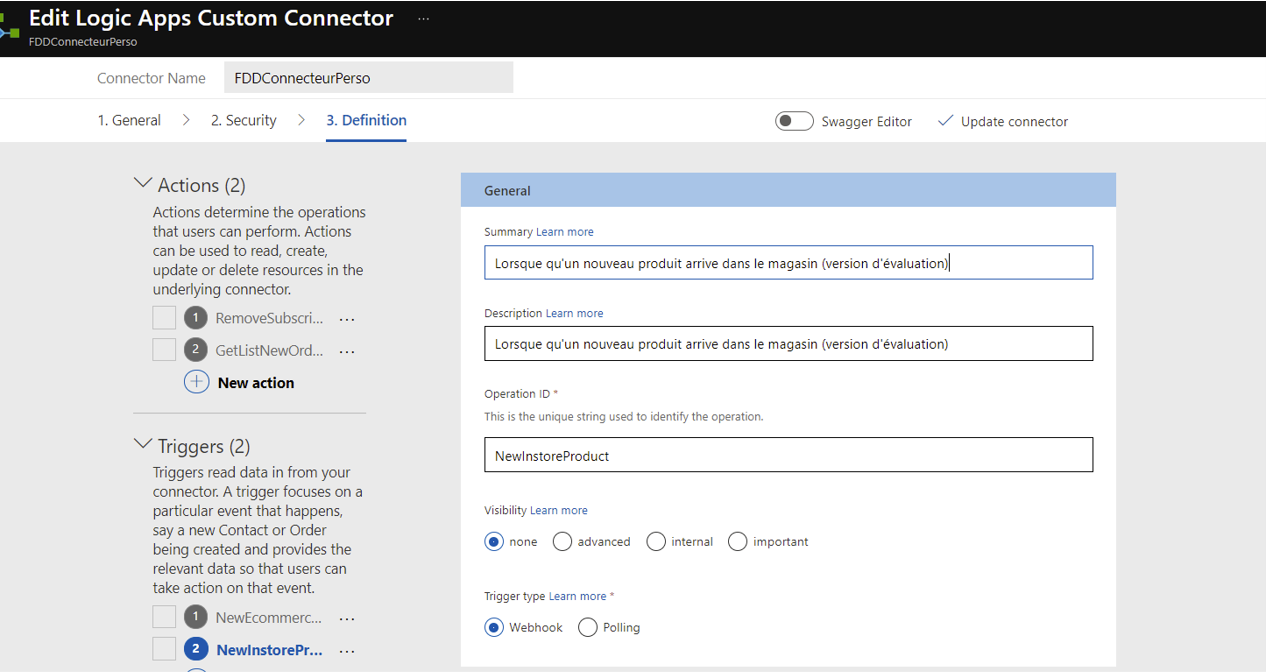 Edit Logic Apps Custom Connector ...
FDDConnecteurPerso
Connector Name FDDConnecteurPerso
1. General > 2. Security > 3. Definition Swagger Editor Update connector
Actions (2)
Actions determine the operations
that users can perform. Actions
can be used to read, create,
update or delete resources in the
underlying connector.
1 RemoveSubscri... ...
2 GetListNewOrd... ...
New action
Triggers (2)
Triggers read data in from your
connector. A trigger focuses on a
particular event that happens,
say a new Contact or Order
being created and provides the
relevant data so that users can
take action on that event.
1 NewEcommerc... ...
2 NewInstorePr... ...
General
Summary Learn more
Lorsque qu'un nouveau produit arrive dans le magasin (version d'évaluation)
Description Learn more
Lorsque qu'un nouveau produit arrive dans le magasin (version d'évaluation)
Operation ID *
This is the unique string used to identify the operation.
NewInstoreProduct
Visibility Learn more
none advanced internal important
Trigger type Learn more *
Webhook Polling